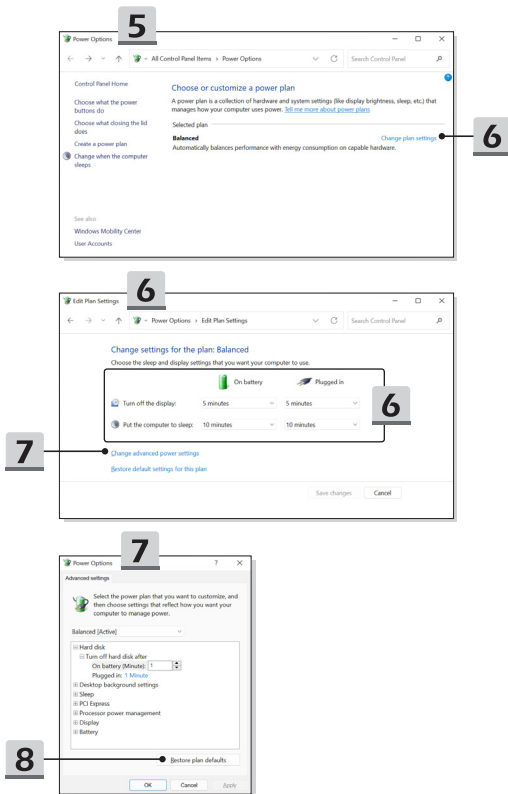 5
Power Options
All Control Panel Items › Power Options
Search Control Panel
Control Panel Home
Choose what the power
buttons do
Choose what closing the lid
does
Create a power plan
Change when the computer
sleeps
See also
Windows Mobility Center
User Accounts
Choose or customize a power plan
A power plan is a collection of hardware and system settings (like display brightness, sleep, etc.) that
manages how your computer uses power. Tell me more about power plans
Selected plan
Balanced
Change plan settings
6
Automatically balances performance with energy consumption on capable hardware.
6
Edit Plan Settings
Power Options › Edit Plan Settings
Search Control Panel
Change settings for the plan: Balanced
Choose the sleep and display settings that you want your computer to use.
On battery
Plugged in
Turn off the display:
5 minutes
5 minutes
6
Put the computer to sleep:
10 minutes
10 minutes
7
Change advanced power settings
Restore default settings for this plan
Save changes
Cancel
7
Power Options
?
Advanced settings
Select the power plan that you want to customize, and
then choose settings that reflect how you want your
computer to manage power.
Balanced [Active]
Hard disk
Turn off hard disk after
On battery (Minute): 1
Plugged in: 1 Minute
Desktop background settings
Sleep
PCI Express
Processor power management
Display
Battery
8
Restore plan defaults
OK
Cancel
Apply